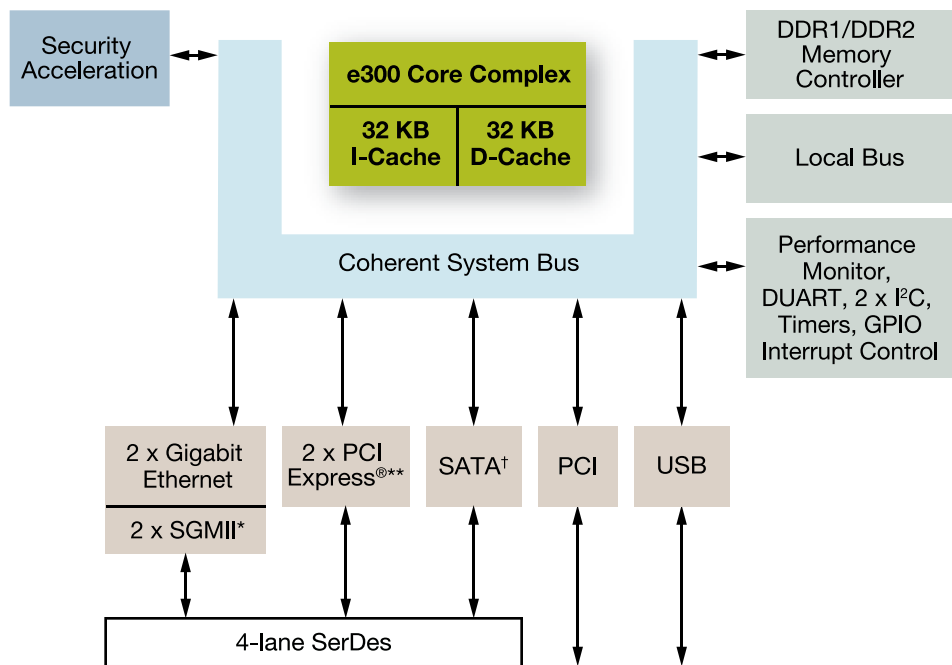 Security
Acceleration
e300 Core Complex
32 KB
I-Cache
32 KB
D-Cache
DDR1/DDR2
Memory
Controller
Local Bus
Coherent System Bus
Performance
Monitor,
DUART, 2 x I²C,
Timers, GPIO
Interrupt Control
2 x Gigabit
Ethernet
2 x SGMII*
2 x PCI
Express®**
SATA†
PCI
USB
4-lane SerDes